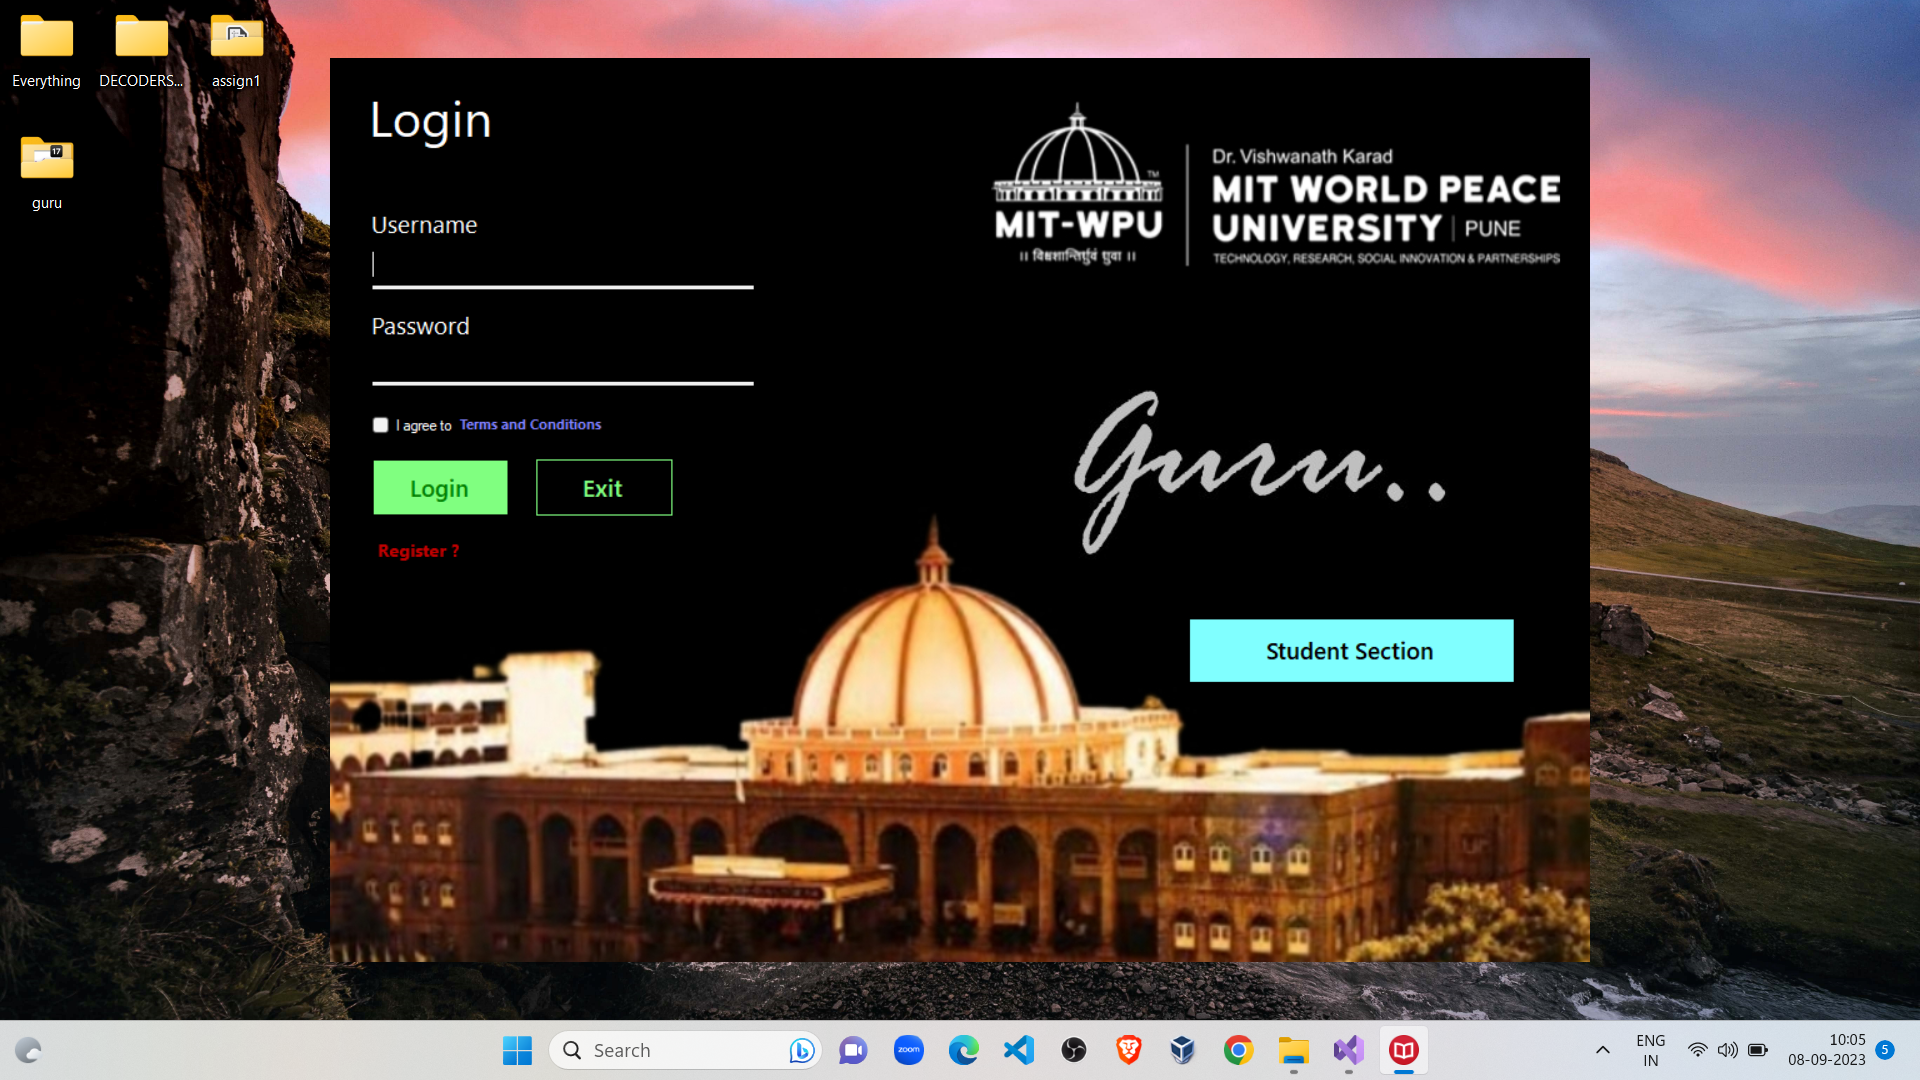 Everything
DECODERS...
assign1
guru
Login
Username
Password
I agree to Terms and Conditions
Login
Exit
Register ?
TM
MIT-WPU
Dr. Vishwanath Karad
MIT WORLD PEACE
UNIVERSITY | PUNE
TECHNOLOGY, RESEARCH, SOCIAL INNOVATION & PARTNERSHIPS
Guru..
Student Section
Search
zoom
ENG
IN
10:05
08-09-2023
5
17